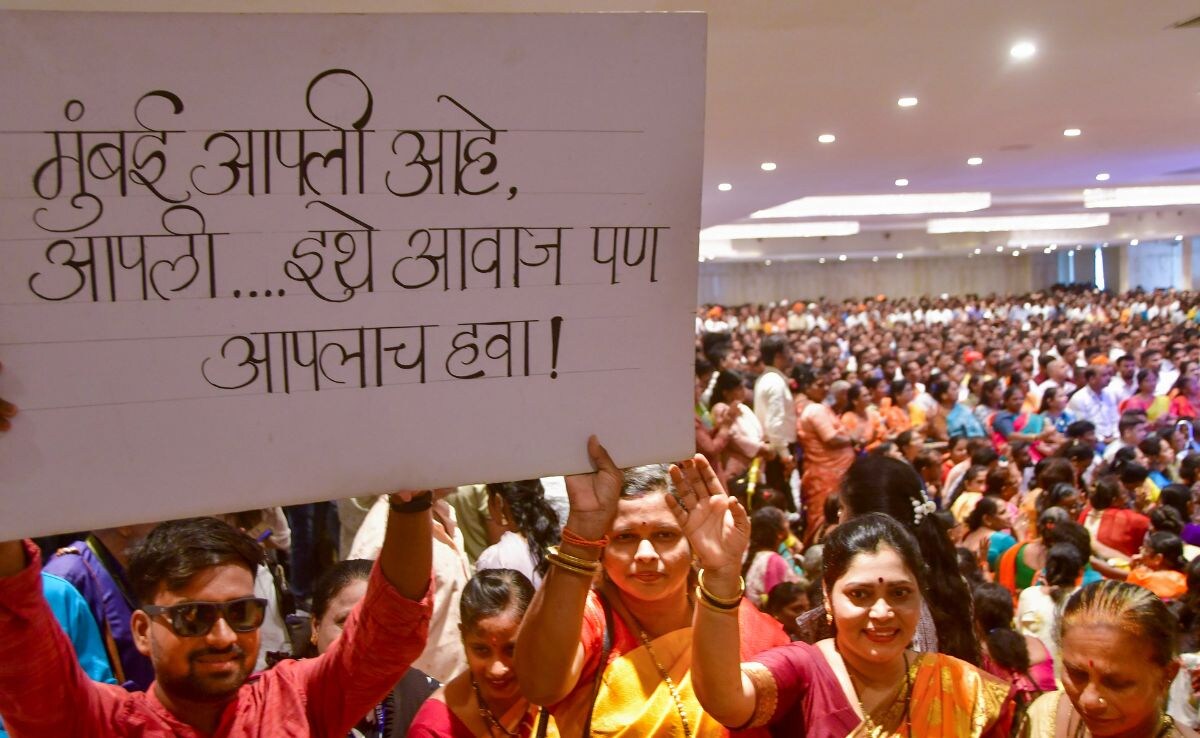 मुंबई आपली आहे,
आपली....इथे आवाज पण
आपलाच हवा!